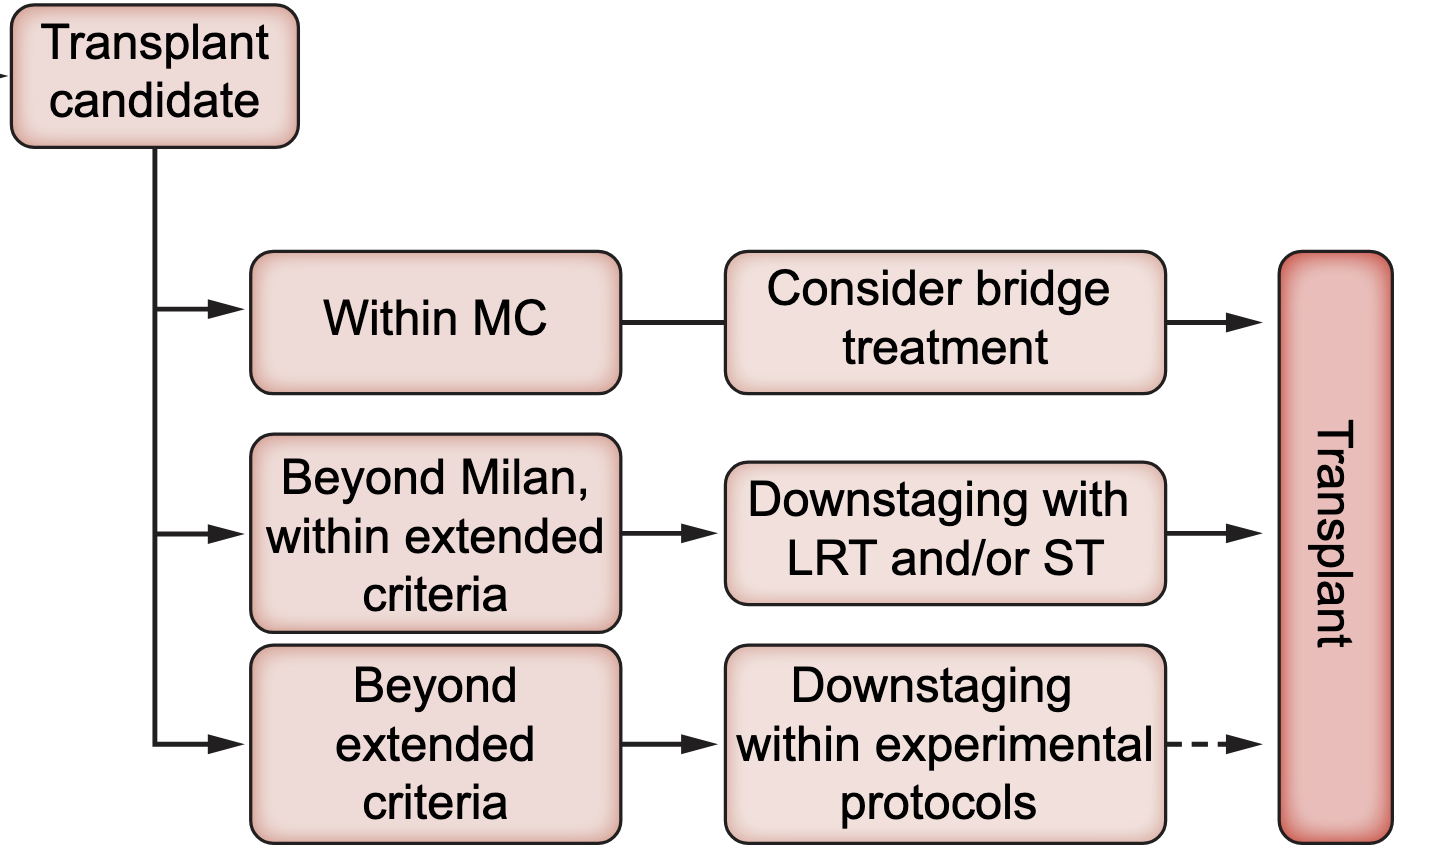 Transplant
candidate
Within MC
Consider bridge
treatment
Beyond Milan,
within extended
criteria
Downstaging with
LRT and/or ST
Beyond
extended
criteria
Downstaging
within experimental
protocols
Transplant